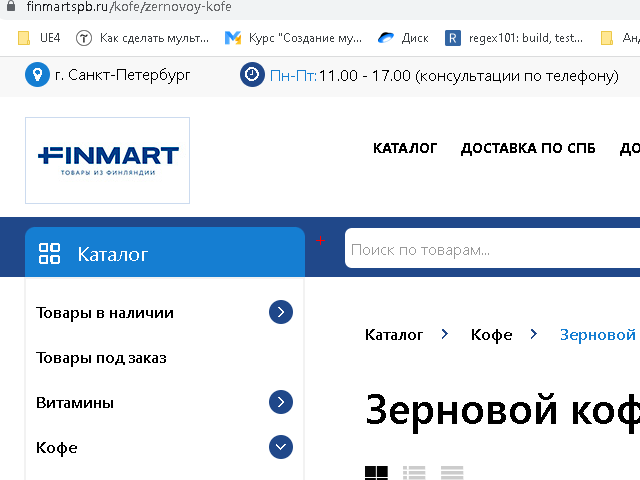 finmartspb.ru/kofe/zernovoy-kofe
UE4 Как сделать мульт... Курс "Создание му... Диск regex101: build, test... Анд
г. Санкт-Петербург Пн-Пт: 11.00 - 17.00 (консультации по телефону)
FINMART
ТОВАРЫ ИЗ ФИНЛЯНДИИ
КАТАЛОГ ДОСТАВКА ПО СПБ ДО
Каталог
Поиск по товарам...
Товары в наличии
Товары под заказ
Витамины
Кофе
Каталог > Кофе > Зерновой
Зерновой коф